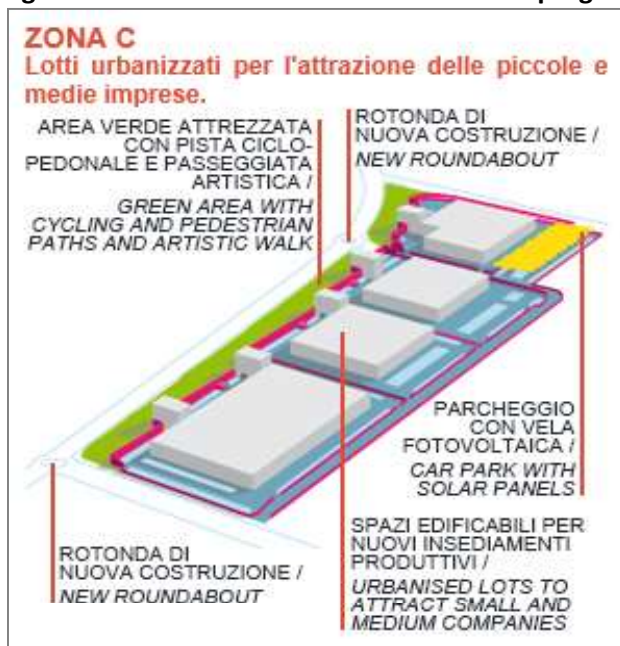 ZONA C
Lotti urbanizzati per l'attrazione delle piccole e
medie imprese.
AREA VERDE ATTREZZATA
CON PISTA CICLO-
PEDONALE E PASSEGGIATA
ARTISTICA /
GREEN AREA WITH
CYCLING AND PEDESTRIAN
PATHS AND ARTISTIC WALK
ROTONDA DI
NUOVA COSTRUZIONE /
NEW ROUNDABOUT
PARCHEGGIO
CON VELA
FOTOVOLTAICA /
CAR PARK WITH
SOLAR PANELS
ROTONDA DI
NUOVA COSTRUZIONE /
NEW ROUNDABOUT
SPAZI EDIFICABILI PER
NUOVI INSEDIAMENTI
PRODUTTIVI /
URBANISED LOTS TO
ATTRACT SMALL AND
MEDIUM COMPANIES